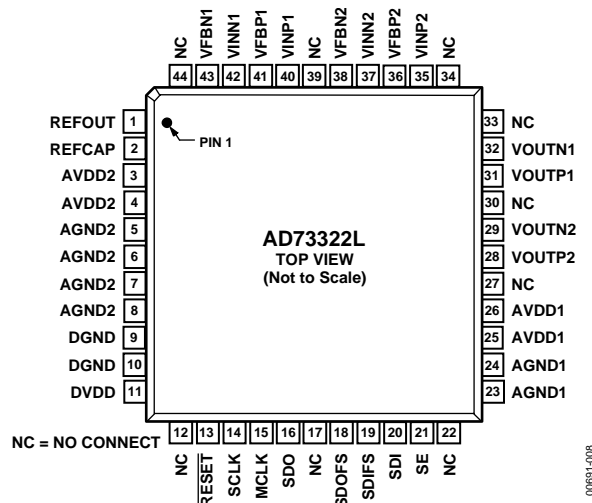 NC VFBN1 VINN1 VFBP1 VINP1 NC VFBN2 VINN2 VFBP2 VINP2 NC
44 43 42 41 40 39 38 37 36 35 34
REFOUT 1
REFCAP 2
AVDD2 3
AVDD2 4
AGND2 5
AGND2 6
AGND2 7
AGND2 8
DGND 9
DGND 10
DVDD 11
PIN 1
AD73322L
TOP VIEW
(Not to Scale)
33 NC
32 VOUTN1
31 VOUTP1
30 NC
29 VOUTN2
28 VOUTP2
27 NC
26 AVDD1
25 AVDD1
24 AGND1
23 AGND1
12 13 14 15 16 17 18 19 20 21 22
NC RESET SCLK MCLK SDO NC SDOFS SDIFS SDI SE NC
NC = NO CONNECT
00691-008